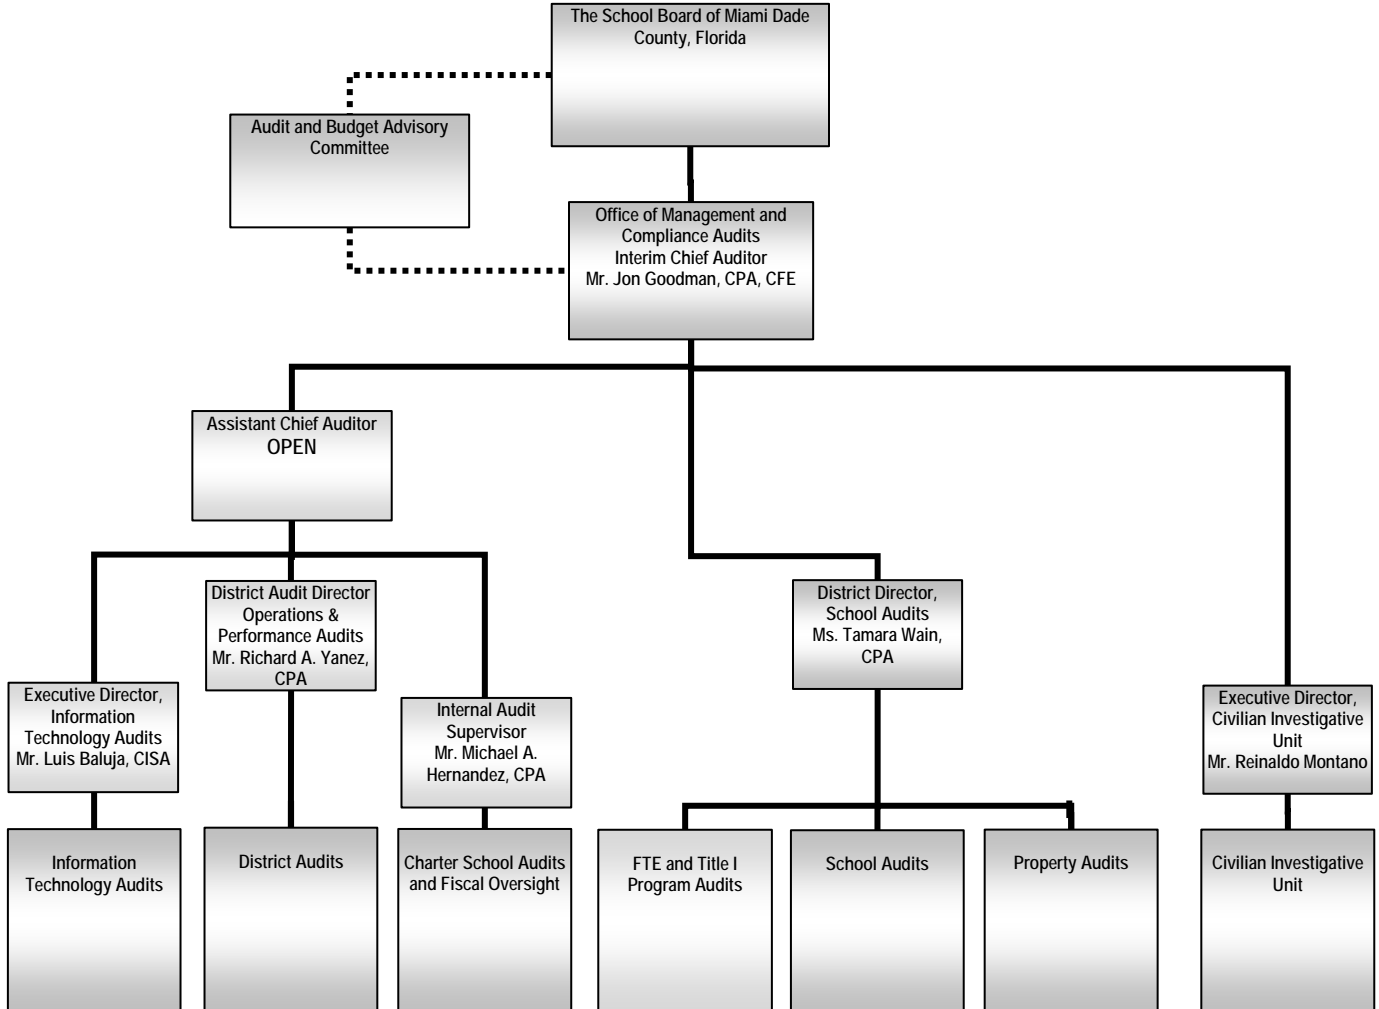 The School Board of Miami Dade
County, Florida
Audit and Budget Advisory
Committee
Office of Management and
Compliance Audits
Interim Chief Auditor
Mr. Jon Goodman, CPA, CFE
Assistant Chief Auditor
OPEN
District Audit Director
Operations &
Performance Audits
Mr. Richard A. Yanez,
CPA
District Director,
School Audits
Ms. Tamara Wain,
CPA
Executive Director,
Information
Technology Audits
Mr. Luis Baluja, CISA
Internal Audit
Supervisor
Mr. Michael A.
Hernandez, CPA
Executive Director,
Civilian Investigative
Unit
Mr. Reinaldo Montano
Information
Technology Audits
District Audits
Charter School Audits
and Fiscal Oversight
FTE and Title I
Program Audits
School Audits
Property Audits
Civilian Investigative
Unit